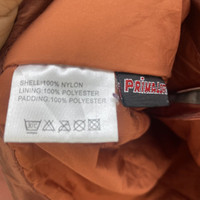 SHELL:100% NYLON
LINING:100% POLYESTER
PADDING:100% POLYESTER